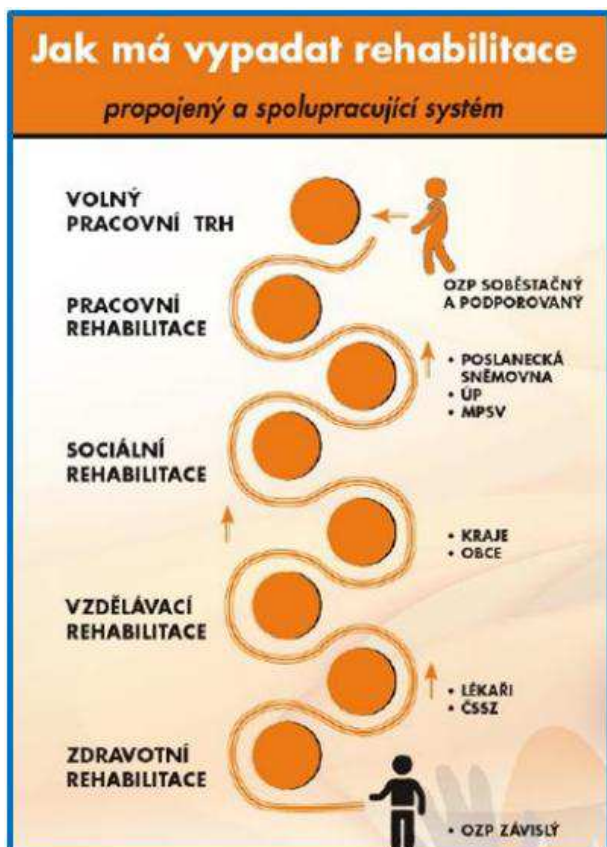 Jak má vypadat rehabilitace
propojený a spolupracující systém
VOLNÝ
PRACOVNÍ TRH
OZP SOBĚSTAČNÝ
A PODPOROVANÝ
PRACOVNÍ
REHABILITACE
• POSLANECKÁ
SNĚMOVNA
• ÚP
• MPSV
SOCIÁLNÍ
REHABILITACE
• KRAJE
• OBCE
VZDĚLÁVACÍ
REHABILITACE
• LÉKAŘI
• ČSSZ
ZDRAVOTNÍ
REHABILITACE
• OZP ZÁVISLÝ